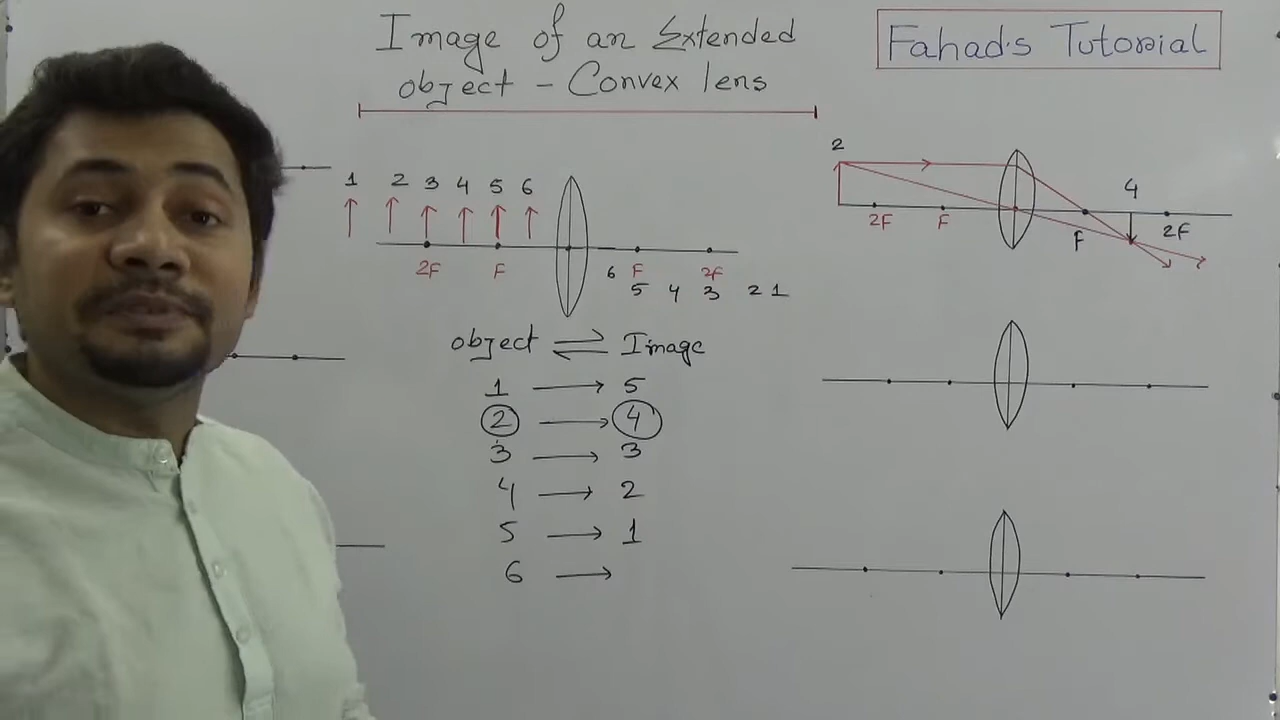 Image of an Extended
object - Convex lens
Fahad's Tutorial
1 2 3 4 5 6
2F F 6 F 2F
5 4 3 2 1
object ⇌ Image
1 → 5
2 → 4
3 → 3
4 → 2
5 → 1
6 →
2
4
2F F F 2F